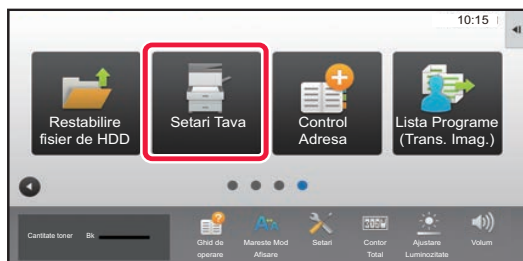 10:15
Restabilire
fisier de HDD
Setari Tava
Control
Adresa
Lista Programe
(Trans. Imag.)
Cantitate toner Bk
Ghid de
operare
Mareste Mod
Afisare
Setari
Contor
Total
Ajustare
Luminozitate
Volum